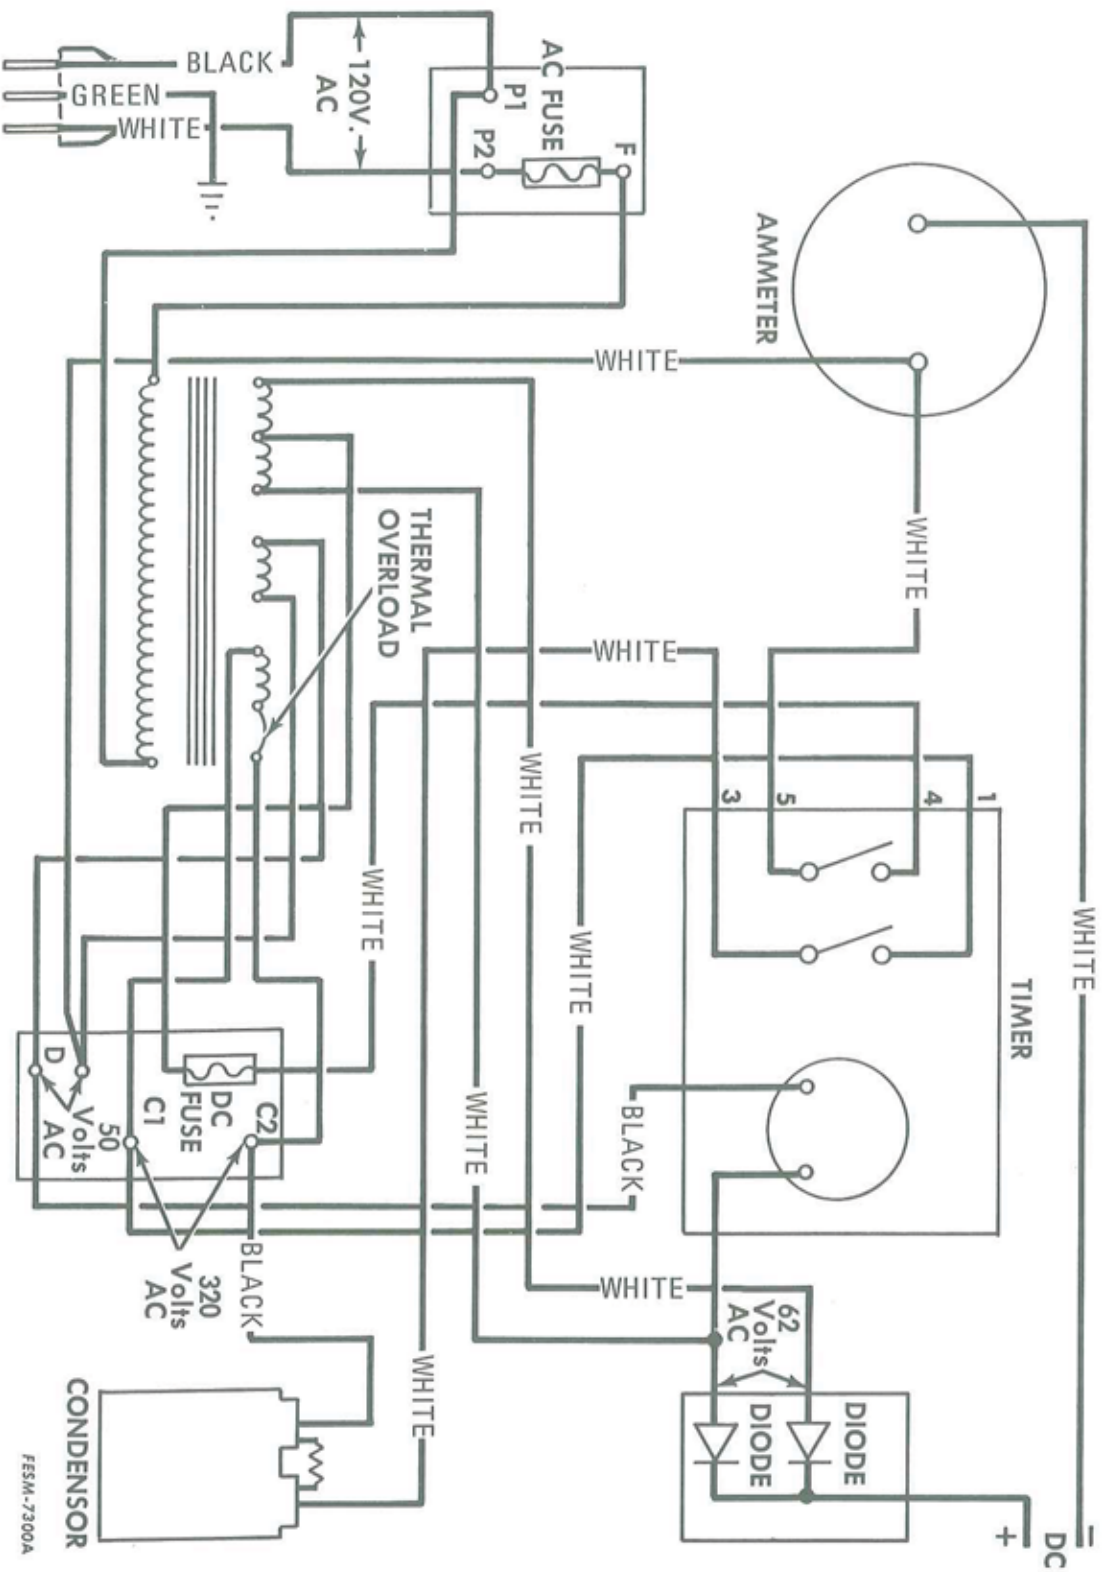 BLACK
GREEN
WHITE
120V.
AC
AC FUSE
P1
P2
F
AMMETER
WHITE
WHITE
THERMAL
OVERLOAD
WHITE
WHITE
WHITE
WHITE
3
5
4
1
TIMER
WHITE
D
50
Volts
AC
C1
DC
FUSE
C2
320
Volts
AC
BLACK
WHITE
BLACK
WHITE
62
Volts
AC
DIODE
DIODE
WHITE
CONDENSOR
+
DC
–
FESM-7300A